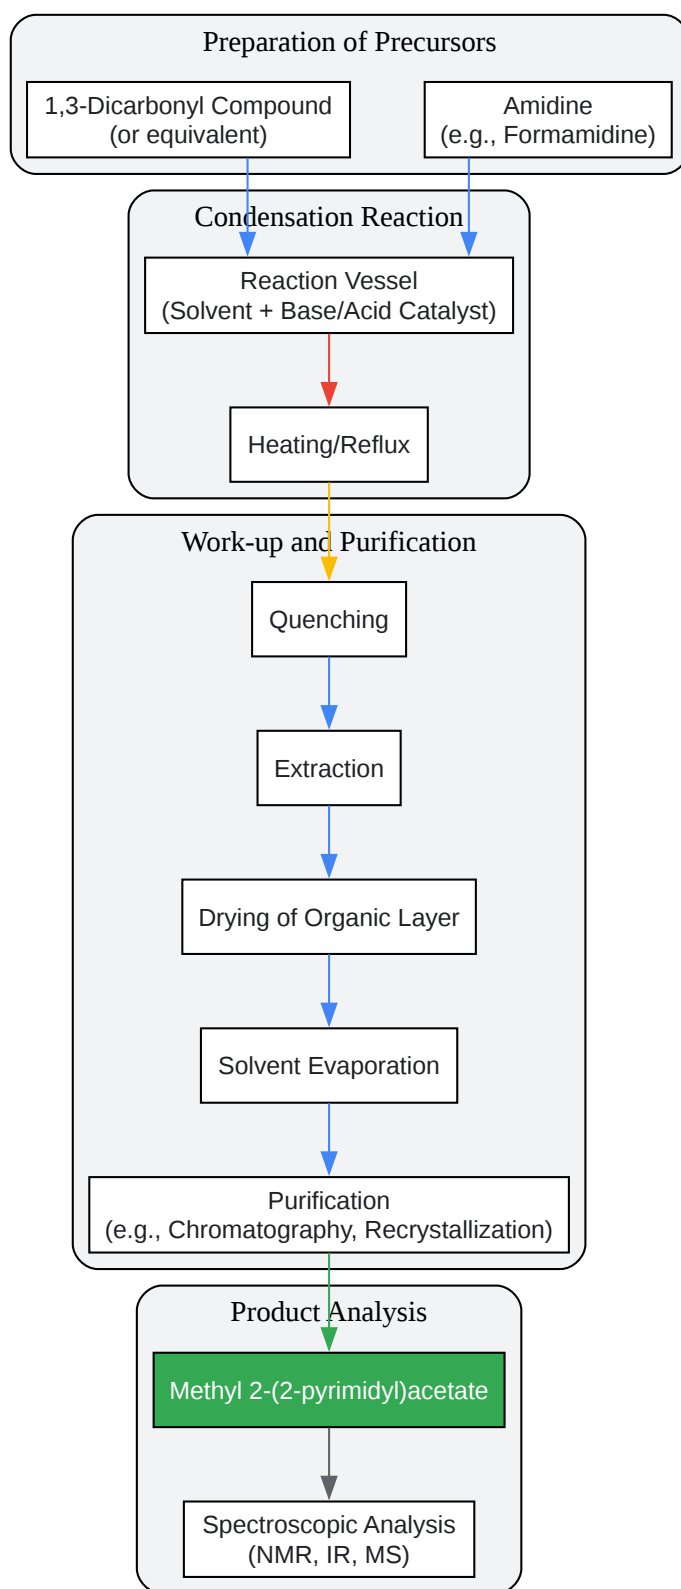 Preparation of Precursors
1,3-Dicarbonyl Compound
(or equivalent)
Amidine
(e.g., Formamidine)
Condensation Reaction
Reaction Vessel
(Solvent + Base/Acid Catalyst)
Heating/Reflux
Work-up and Purification
Quenching
Extraction
Drying of Organic Layer
Solvent Evaporation
Purification
(e.g., Chromatography, Recrystallization)
Product Analysis
Methyl 2-(2-pyrimidyl)acetate
Spectroscopic Analysis
(NMR, IR, MS)